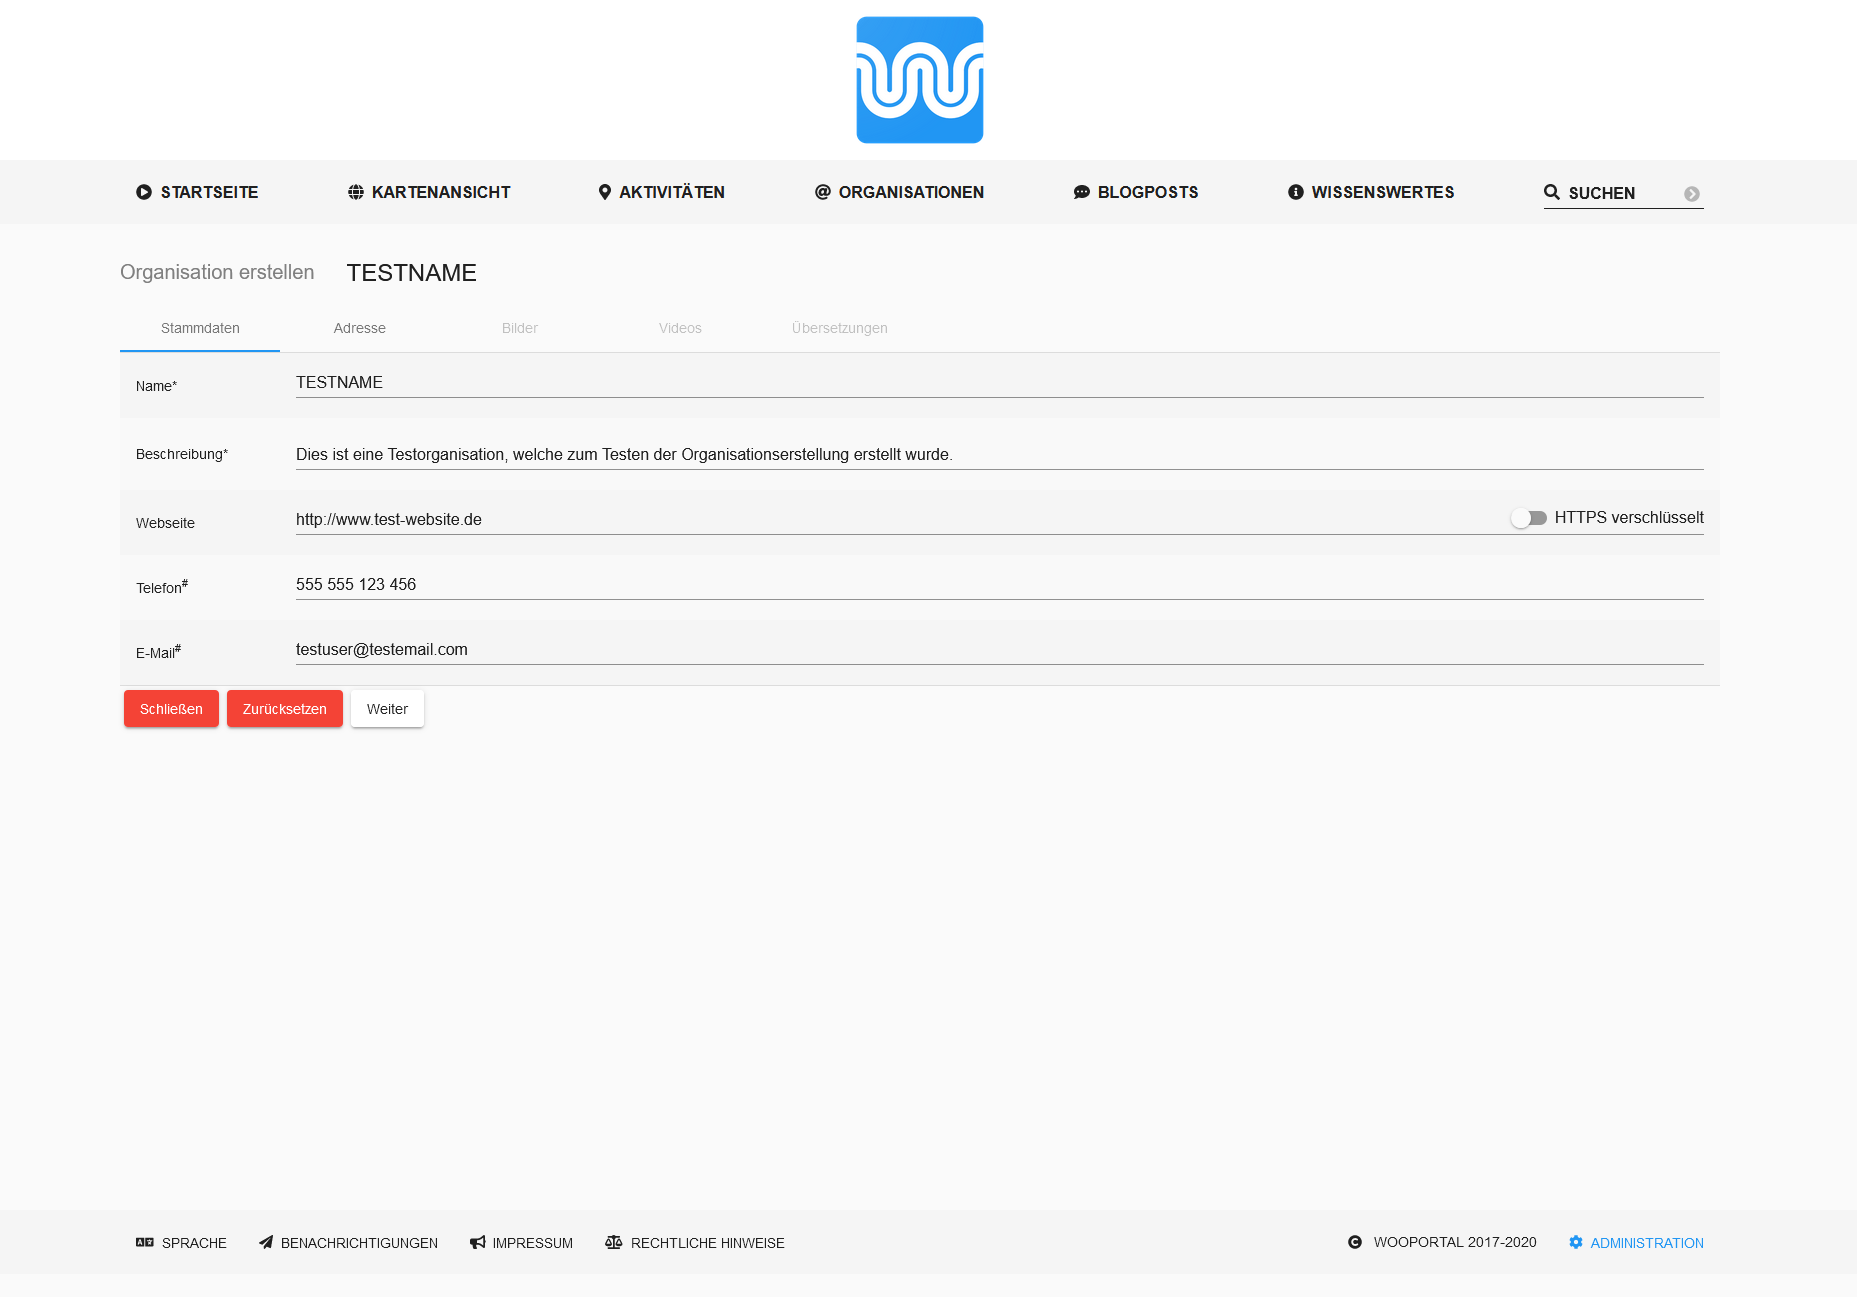 STARTSEITE KARTENANSICHT AKTIVITÄTEN ORGANISATIONEN BLOGPOSTS WISSENSWERTES SUCHEN
Organisation erstellen TESTNAME
Stammdaten Adresse Bilder Videos Übersetzungen
Name* TESTNAME
Beschreibung* Dies ist eine Testorganisation, welche zum Testen der Organisationserstellung erstellt wurde.
Webseite http://www.test-website.de HTTPS verschlüsselt
Telefon# 555 555 123 456
E-Mail# testuser@testemail.com
Schließen Zurücksetzen Weiter
SPRACHE BENACHRICHTIGUNGEN IMPRESSUM RECHTLICHE HINWEISE WOOPORTAL 2017-2020 ADMINISTRATION